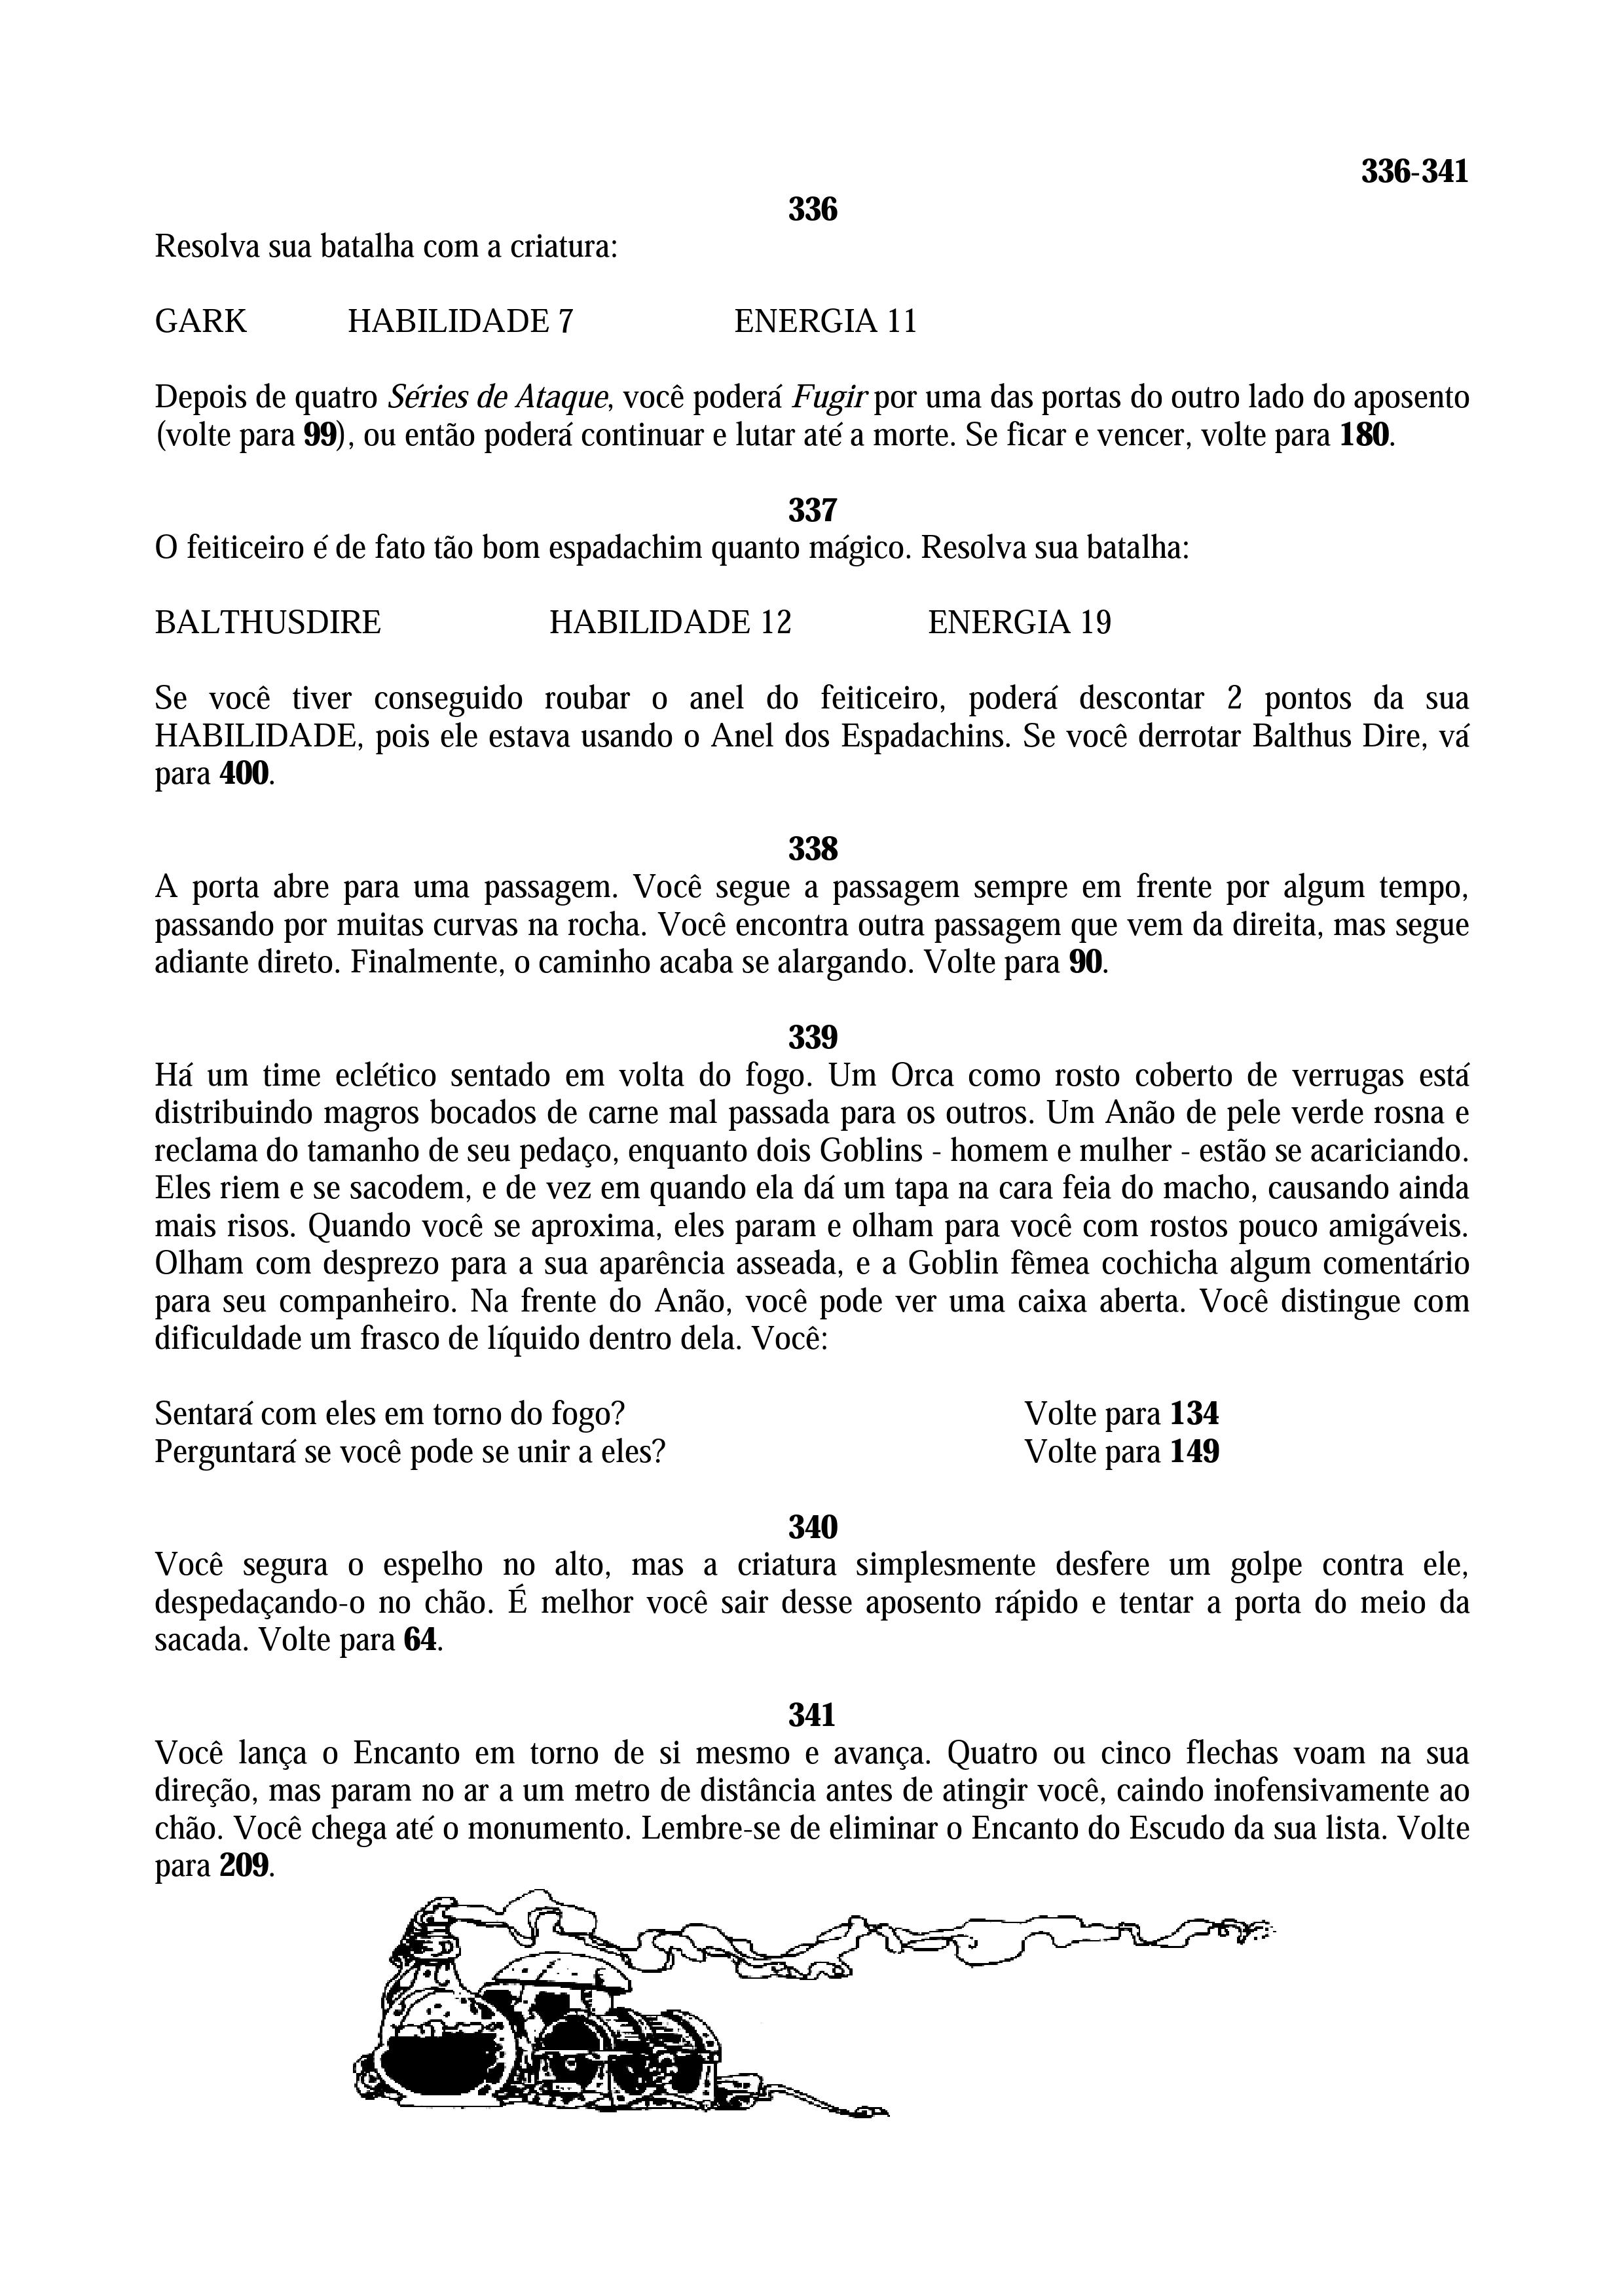 336-341
336
Resolva sua batalha com a criatura:
GARK HABILIDADE 7 ENERGIA 11
Depois de quatro Séries de Ataque, você poderá Fugir por uma das portas do outro lado do aposento
(volte para 99), ou então poderá continuar e lutar até a morte. Se ficar e vencer, volte para 180.
337
O feiticeiro é de fato tão bom espadachim quanto mágico. Resolva sua batalha:
BALTHUSDIRE HABILIDADE 12 ENERGIA 19
Se você tiver conseguido roubar o anel do feiticeiro, poderá descontar 2 pontos da sua
HABILIDADE, pois ele estava usando o Anel dos Espadachins. Se você derrotar Balthus Dire, vá
para 400.
338
A porta abre para uma passagem. Você segue a passagem sempre em frente por algum tempo,
passando por muitas curvas na rocha. Você encontra outra passagem que vem da direita, mas segue
adiante direto. Finalmente, o caminho acaba se alargando. Volte para 90.
339
Há um time eclético sentado em volta do fogo. Um Orca como rosto coberto de verrugas está
distribuindo magros bocados de carne mal passada para os outros. Um Anão de pele verde rosna e
reclama do tamanho de seu pedaço, enquanto dois Goblins - homem e mulher - estão se acariciando.
Eles riem e se sacodem, e de vez em quando ela dá um tapa na cara feia do macho, causando ainda
mais risos. Quando você se aproxima, eles param e olham para você com rostos pouco amigáveis.
Olham com desprezo para a sua aparência asseada, e a Goblin fêmea cochicha algum comentário
para seu companheiro. Na frente do Anão, você pode ver uma caixa aberta. Você distingue com
dificuldade um frasco de líquido dentro dela. Você:
Sentará com eles em torno do fogo? Volte para 134
Perguntará se você pode se unir a eles? Volte para 149
340
Você segura o espelho no alto, mas a criatura simplesmente desfere um golpe contra ele,
despedaçando-o no chão. É melhor você sair desse aposento rápido e tentar a porta do meio da
sacada. Volte para 64.
341
Você lança o Encanto em torno de si mesmo e avança. Quatro ou cinco flechas voam na sua
direção, mas param no ar a um metro de distância antes de atingir você, caindo inofensivamente ao
chão. Você chega até o monumento. Lembre-se de eliminar o Encanto do Escudo da sua lista. Volte
para 209.